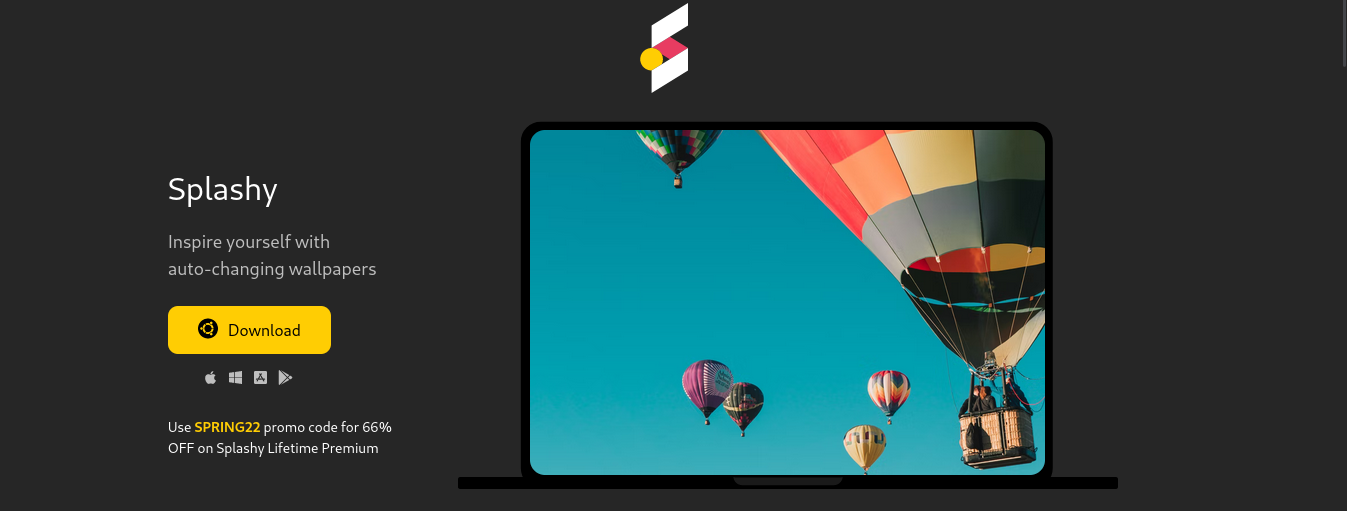 Splashy
Inspire yourself with
auto-changing wallpapers
Download
Use SPRING22 promo code for 66%
OFF on Splashy Lifetime Premium